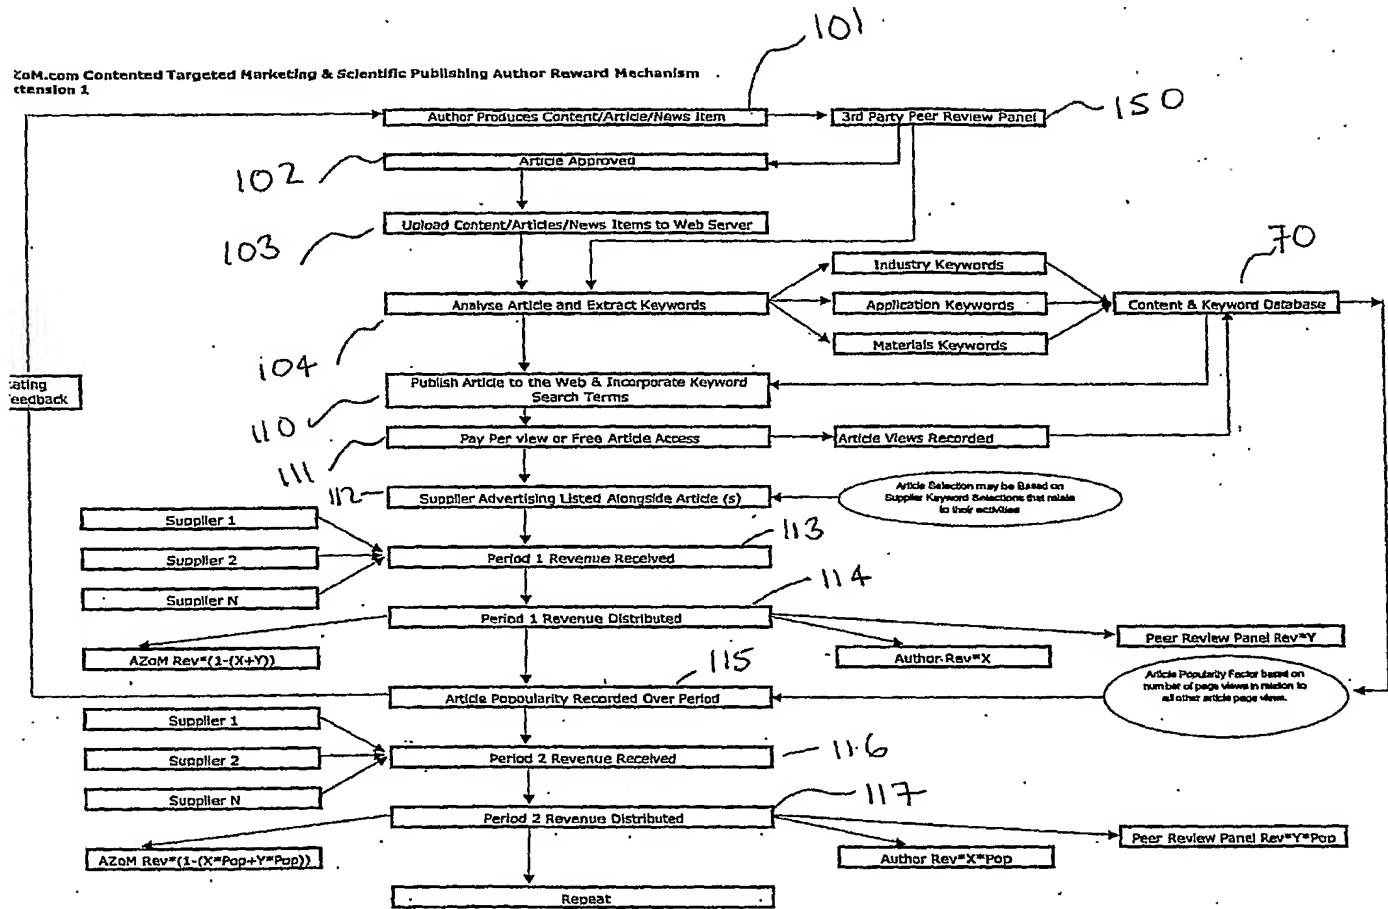 101
ZoM.com Contented Targeted Marketing & Scientific Publishing Author Reward Mechanism
xtension 1
Author Produces Content/Article/News Item
3rd Party Peer Review Panel
150
102
Article Approved
103
Upload Content/Articles/News Items to Web Server
70
Industry Keywords
Analyse Article and Extract Keywords
Application Keywords
Content & Keyword Database
104
Materials Keywords
ating
eedback
Publish Article to the Web & Incorporate Keyword
Search Terms
110
111
Pay Per view or Free Article Access
Article Views Recorded
112
Supplier Advertising Listed Alongside Article (s)
Article Selection may be Based on
Supplier Keyword Selections that relate
to their activities
Supplier 1
113
Supplier 2
Period 1 Revenue Received
Supplier N
114
Period 1 Revenue Distributed
Peer Review Panel Rev*Y
AZoM Rev*(1-(X+Y))
Author Rev*X
115
Article Popoularity Recorded Over Period
Article Popularity Factor based on
number of page views in relation to
all other article page views.
Supplier 1
Supplier 2
Period 2 Revenue Received
116
Supplier N
117
Period 2 Revenue Distributed
Peer Review Panel Rev*Y*Pop
AZoM Rev*(1-(X*Pop+Y*Pop))
Author Rev*X*Pop
Repeat